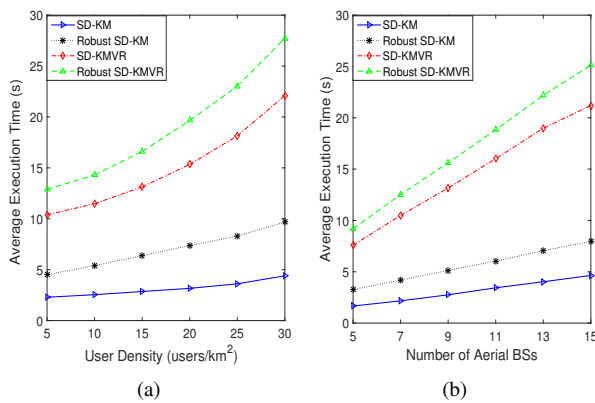 SD-KM
Robust SD-KM
SD-KMVR
Robust SD-KMVR
30
25
20
15
10
5
0
Average Execution Time (s)
5 10 15 20 25 30
User Density (users/km²)
(a)
SD-KM
Robust SD-KM
SD-KMVR
Robust SD-KMVR
30
25
20
15
10
5
0
Average Execution Time (s)
5 7 9 11 13 15
Number of Aerial BSs
(b)